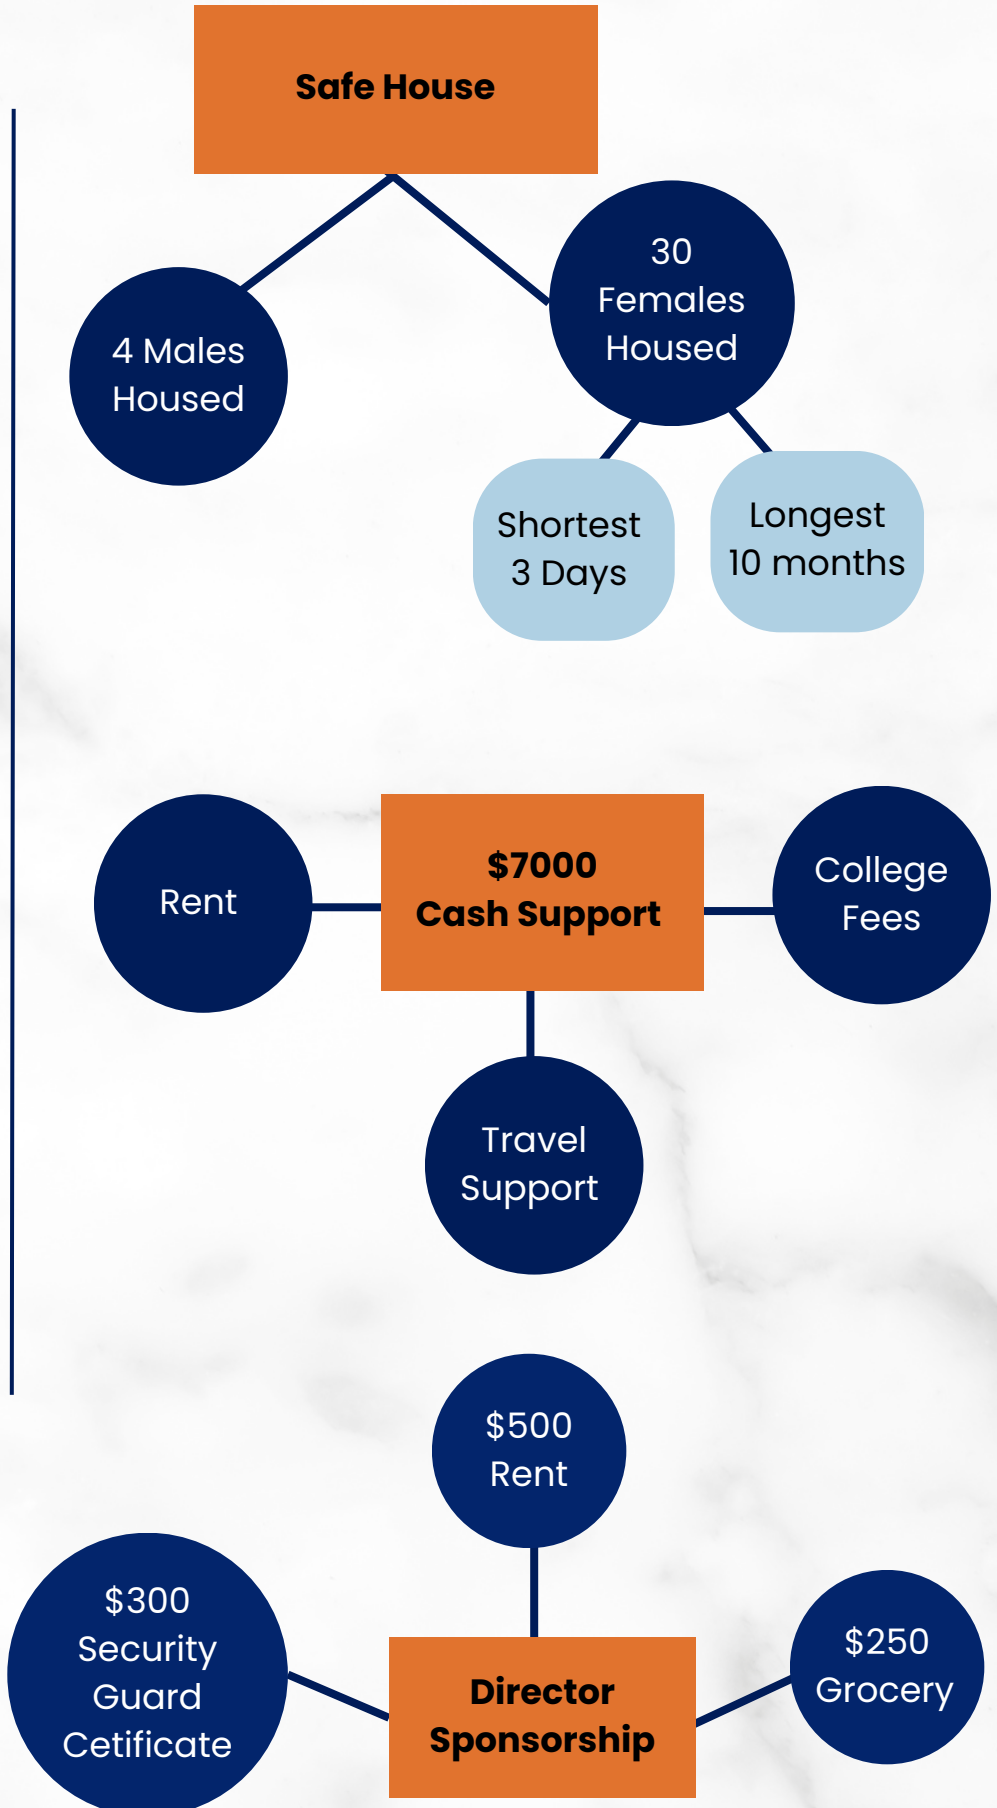 Safe House
4 Males
Housed
30
Females
Housed
Shortest
3 Days
Longest
10 months
Rent
$7000
Cash Support
College
Fees
Travel
Support
$500
Rent
$300
Security
Guard
Cetificate
Director
Sponsorship
$250
Grocery